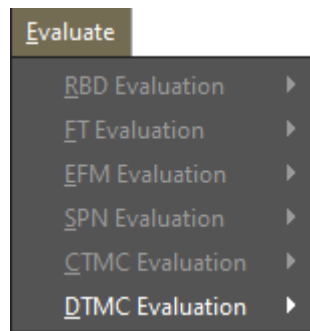 Evaluate
RBD Evaluation
FT Evaluation
EFM Evaluation
SPN Evaluation
CTMC Evaluation
DTMC Evaluation